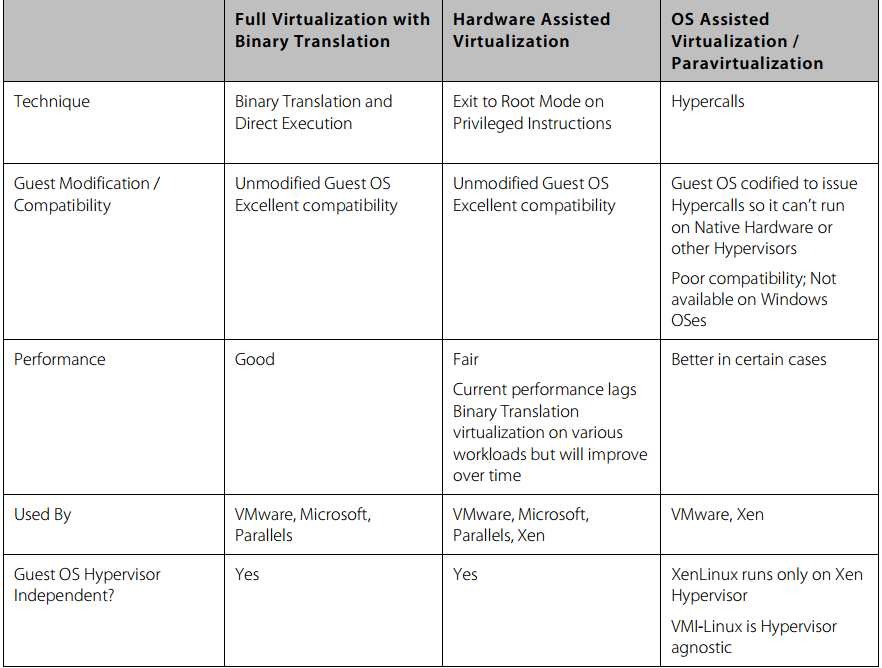 Full Virtualization with
Binary Translation
Hardware Assisted
Virtualization
OS Assisted
Virtualization /
Paravirtualization
Technique
Binary Translation and
Direct Execution
Exit to Root Mode on
Privileged Instructions
Hypercalls
Guest Modification /
Compatibility
Unmodified Guest OS
Excellent compatibility
Unmodified Guest OS
Excellent compatibility
Guest OS codified to issue
Hypercalls so it can't run
on Native Hardware or
other Hypervisors
Poor compatibility; Not
available on Windows
OSes
Performance
Good
Fair
Current performance lags
Binary Translation
virtualization on various
workloads but will improve
over time
Better in certain cases
Used By
VMware, Microsoft,
Parallels
VMware, Microsoft,
Parallels, Xen
VMware, Xen
Guest OS Hypervisor
Independent?
Yes
Yes
XenLinux runs only on Xen
Hypervisor
VMI-Linux is Hypervisor
agnostic